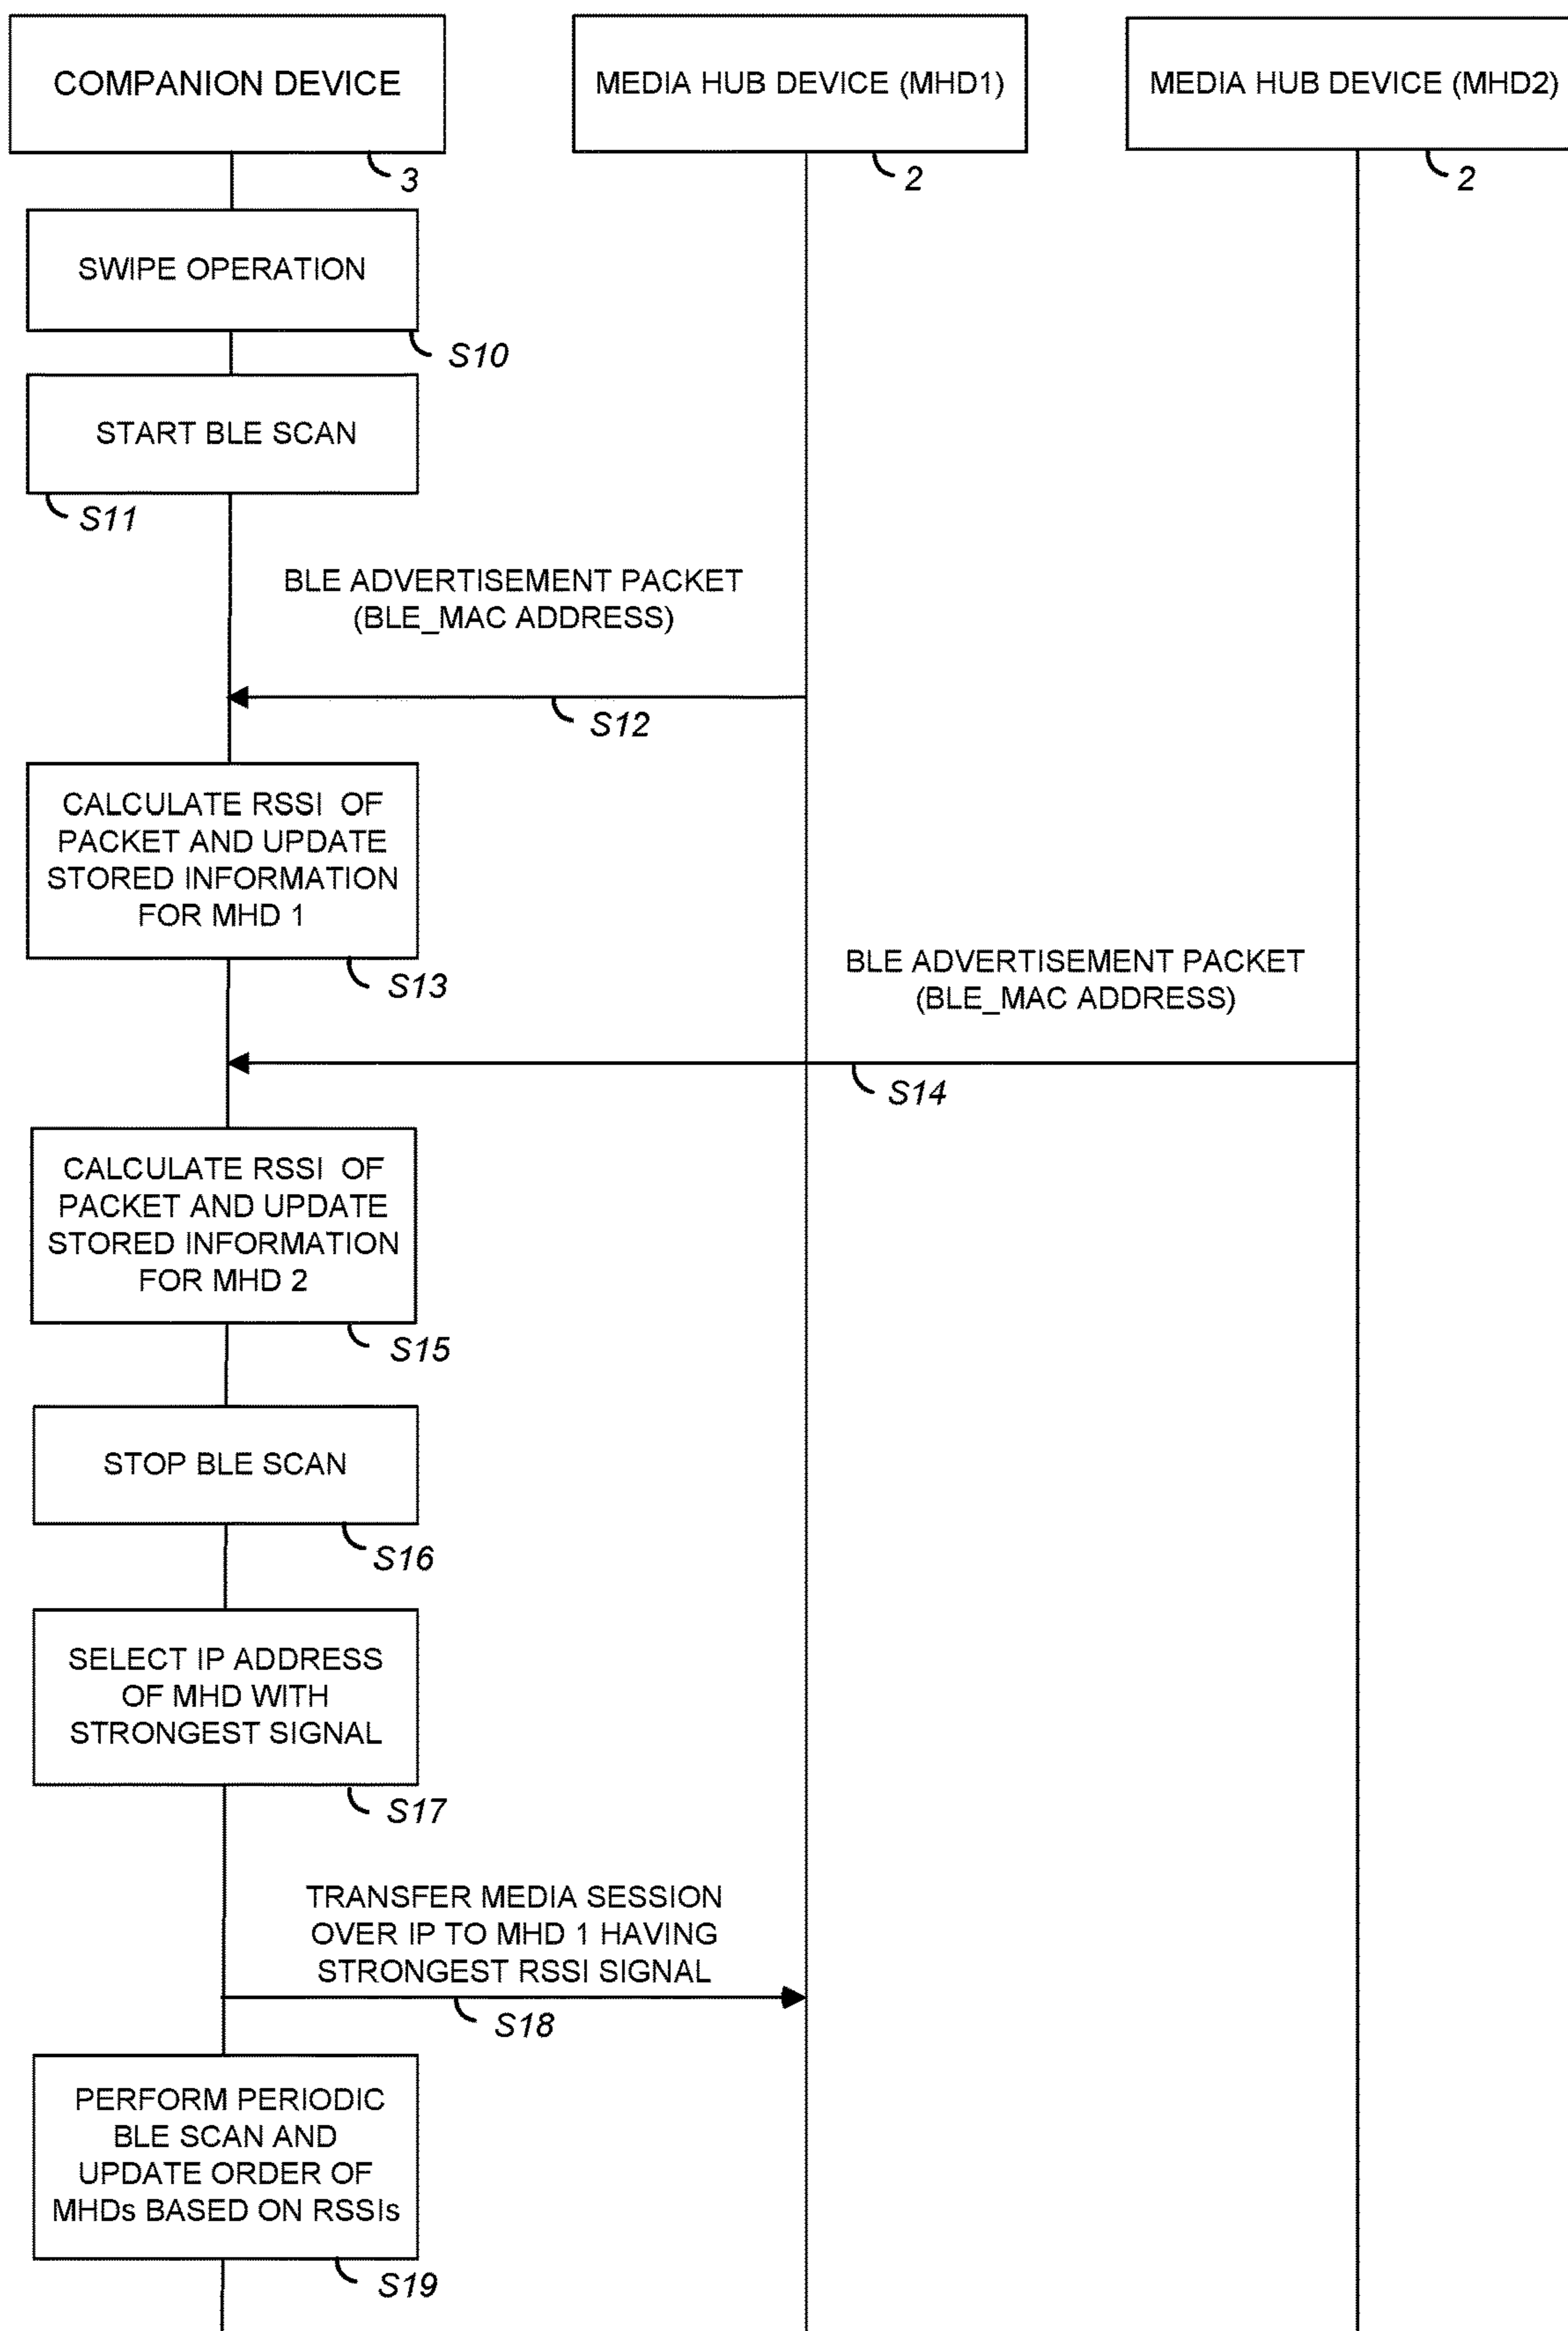 COMPANION DEVICE
MEDIA HUB DEVICE (MHD1)
MEDIA HUB DEVICE (MHD2)
3
2
2
SWIPE OPERATION
S10
START BLE SCAN
S11
BLE ADVERTISEMENT PACKET
(BLE_MAC ADDRESS)
S12
CALCULATE RSSI OF
PACKET AND UPDATE
STORED INFORMATION
FOR MHD 1
S13
BLE ADVERTISEMENT PACKET
(BLE_MAC ADDRESS)
S14
CALCULATE RSSI OF
PACKET AND UPDATE
STORED INFORMATION
FOR MHD 2
S15
STOP BLE SCAN
S16
SELECT IP ADDRESS
OF MHD WITH
STRONGEST SIGNAL
S17
TRANSFER MEDIA SESSION
OVER IP TO MHD 1 HAVING
STRONGEST RSSI SIGNAL
S18
PERFORM PERIODIC
BLE SCAN AND
UPDATE ORDER OF
MHDs BASED ON RSSIs
S19